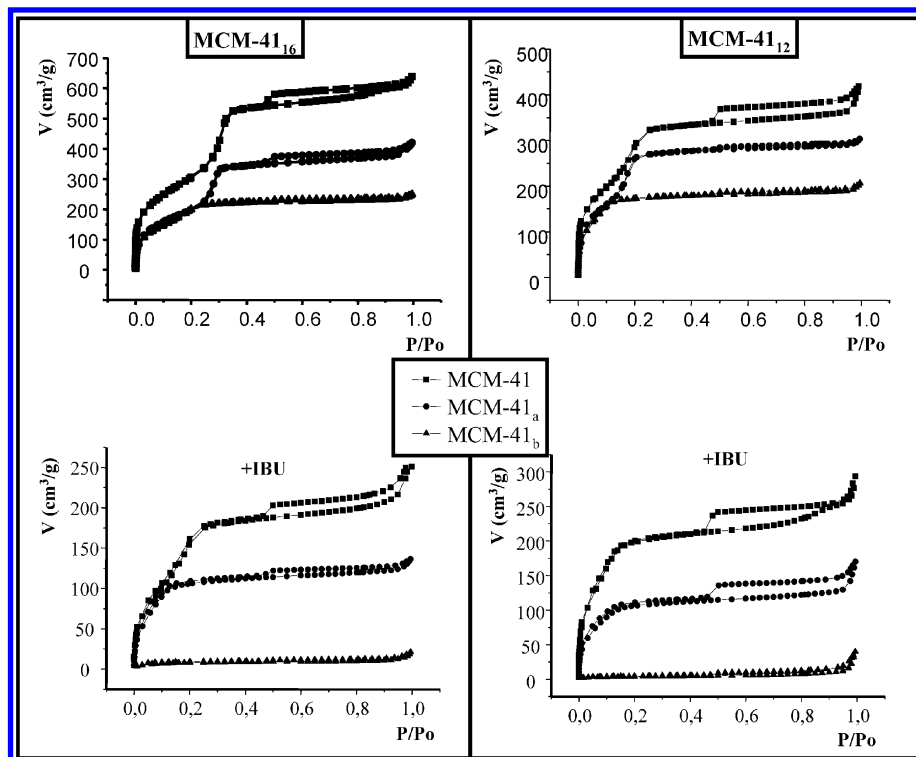 MCM-41₁₆
V (cm³/g)
700
600
500
400
300
200
100
0
0.0 0.2 0.4 0.6 0.8 1.0
P/Po
MCM-41₁₂
V (cm³/g)
500
400
300
200
100
0
0.0 0.2 0.4 0.6 0.8 1.0
P/Po
MCM-41
MCM-41ₐ
MCM-41b
+IBU
V (cm³/g)
250
200
150
100
50
0
0,0 0,2 0,4 0,6 0,8 1,0
P/Po
+IBU
V (cm³/g)
300
250
200
150
100
50
0
0,0 0,2 0,4 0,6 0,8 1,0
P/Po